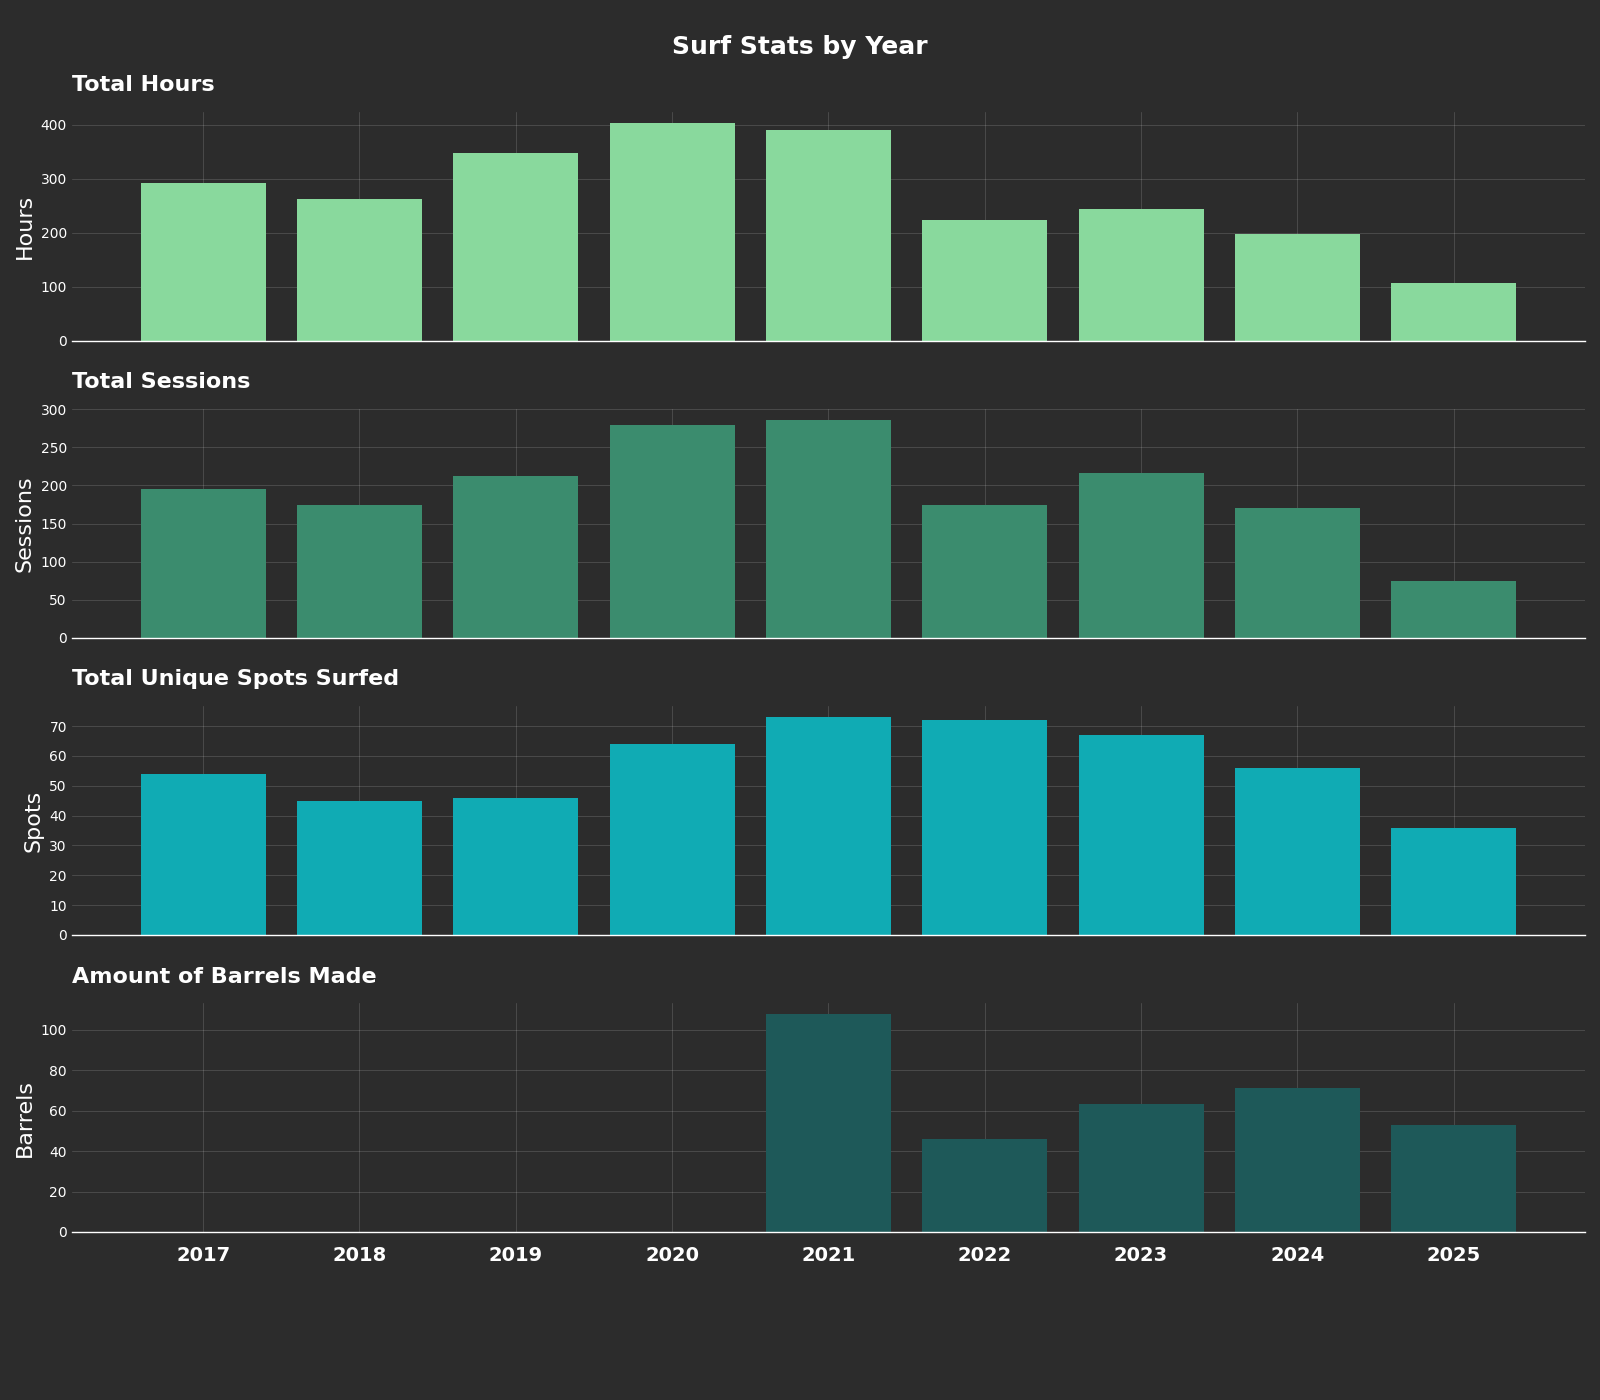 Surf Stats by Year
Total Hours
400
300
200
100
0
Hours
Total Sessions
300
250
200
150
100
50
0
Sessions
Total Unique Spots Surfed
70
60
50
40
30
20
10
0
Spots
Amount of Barrels Made
100
80
60
40
20
0
Barrels
2017 2018 2019 2020 2021 2022 2023 2024 2025